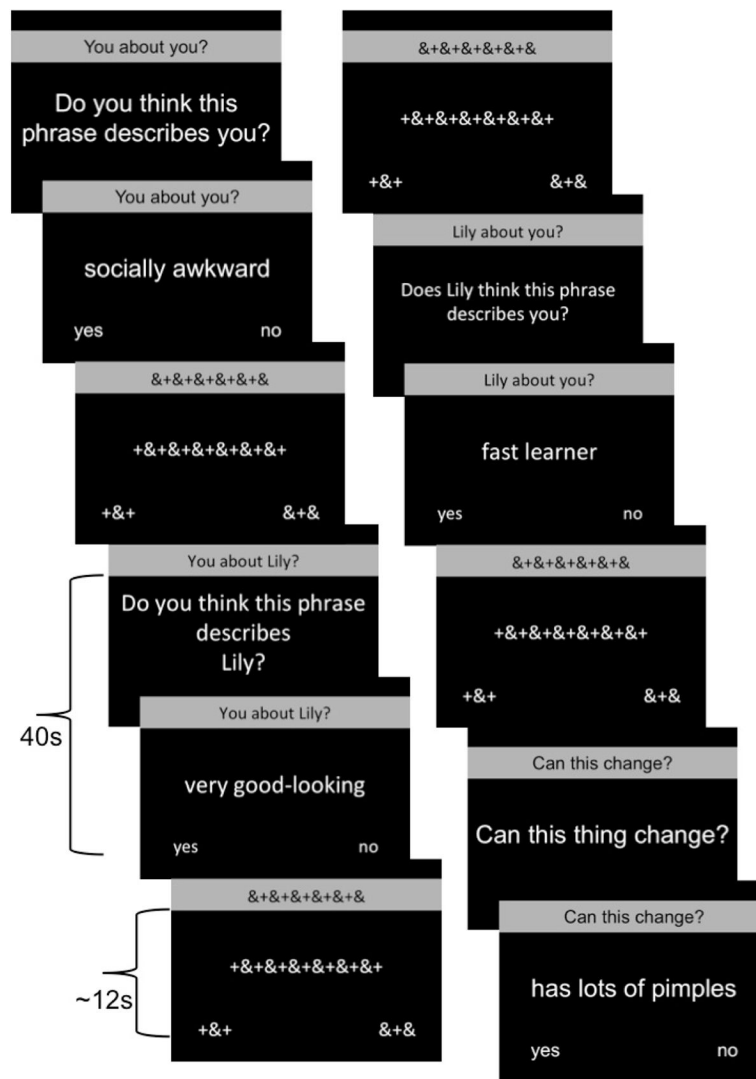 You about you?
Do you think this
phrase describes you?
You about you?
socially awkward
yes no
&+&+&+&+&+&+&
+&+&+&+&+&+&+
+&+ &+&
You about Lily?
Do you think this phrase
describes
Lily?
40s
You about Lily?
very good-looking
yes no
&+&+&+&+&+&+&
+&+&+&+&+&+&+
~12s
+&+ &+&
&+&+&+&+&+&+&
+&+&+&+&+&+&+
+&+ &+&
Lily about you?
Does Lily think this phrase
describes you?
Lily about you?
fast learner
yes no
&+&+&+&+&+&+&
+&+&+&+&+&+&+
+&+ &+&
Can this change?
Can this thing change?
Can this change?
has lots of pimples
yes no